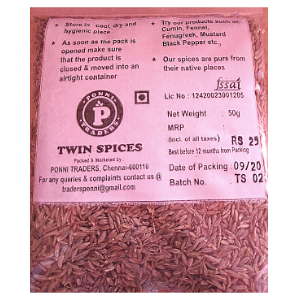 Store in cool, dry and
hygienic place
As soon as the pack is
opened make sure
that the product is
closed & moved into an
airtight container
Try our products such as
Cumin, Fennel,
Fenugreek, Mustard
Black Pepper etc.,
Our spices are pure from
their native places
fssai
Lic No : 12420023001205
PONNI
P
TRADERS
TWIN SPICES
Packed & Marketed by :
PONNI TRADERS, Chennai-600119
For any queries & complaints contact us @
tradersponni@gmail.com
Net Weight : 50g
MRP
(Incl. of all taxes) RS 25
Best before 12 months from Packing
Date of Packing 09/20
Batch No. TS 02